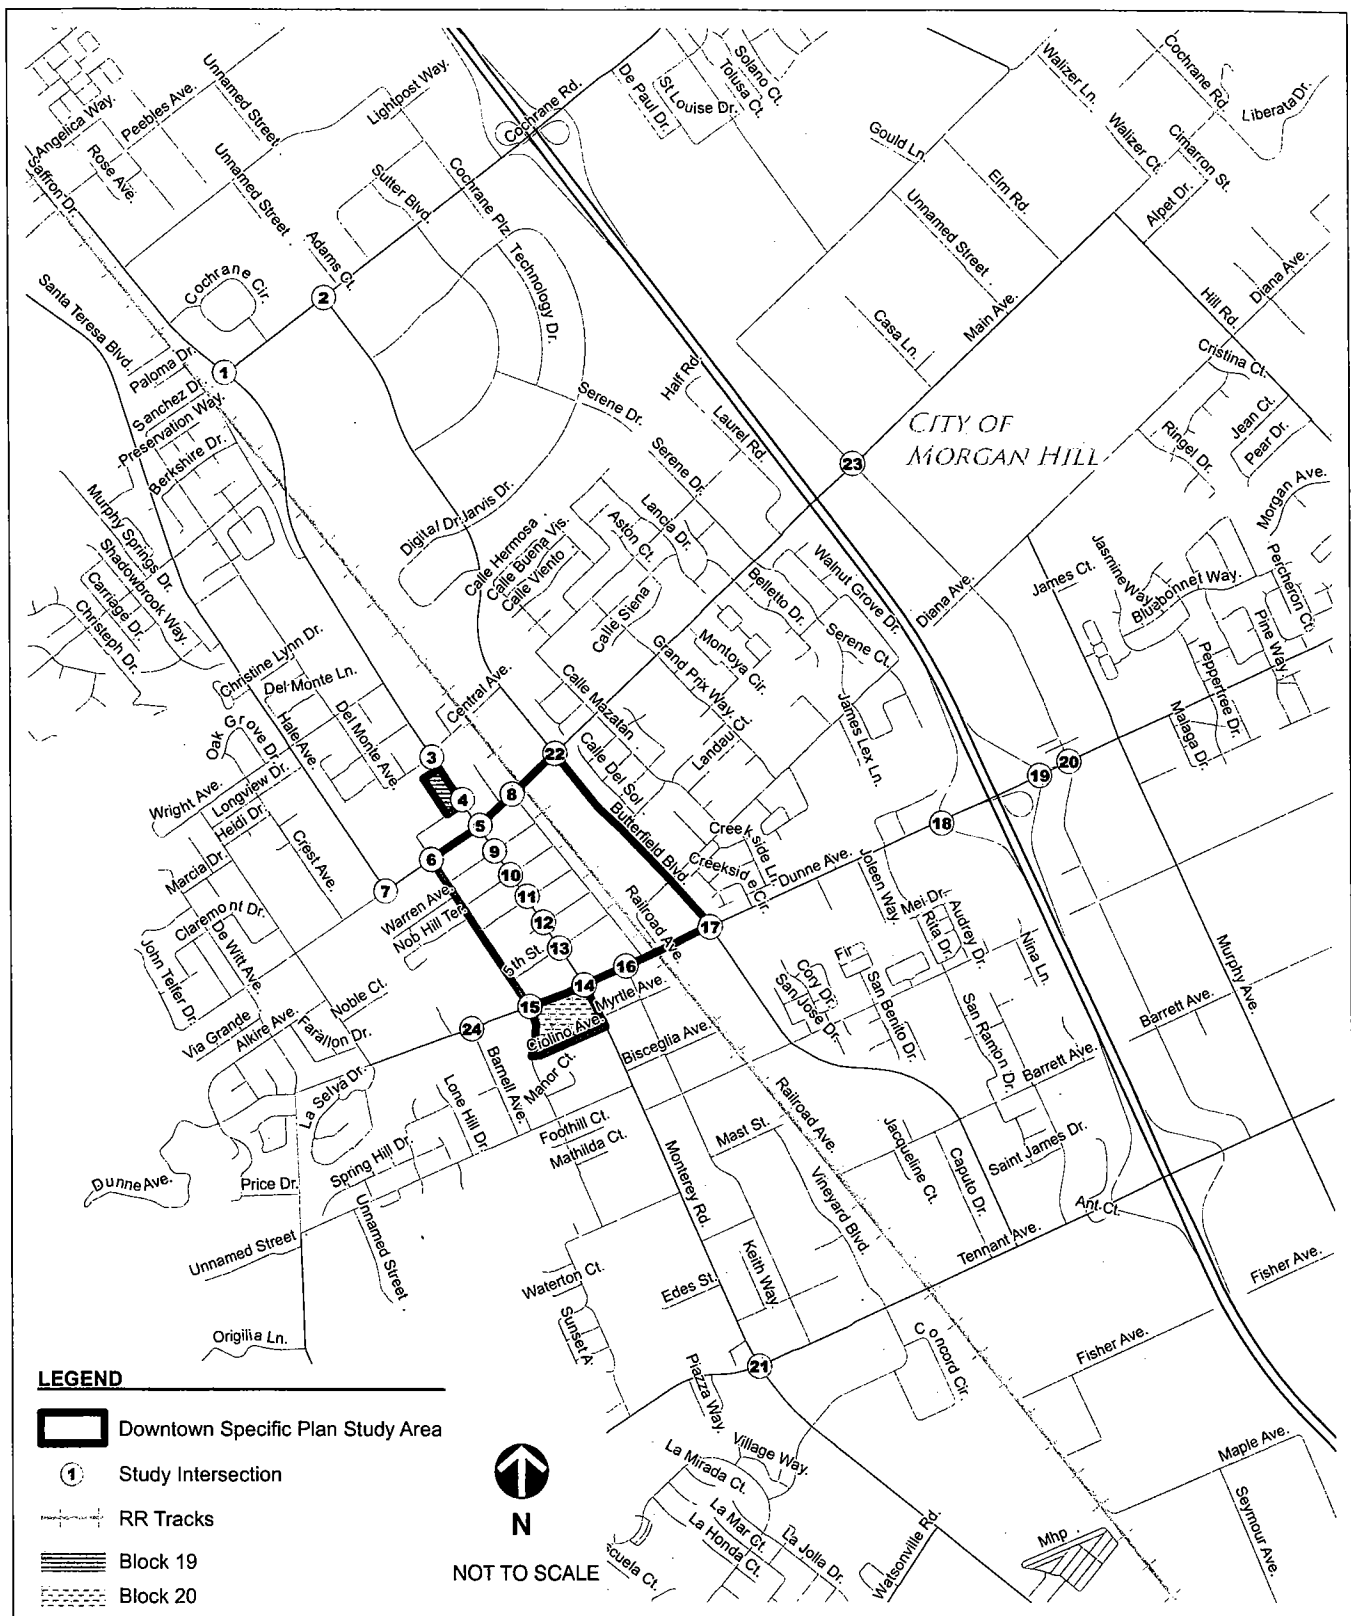 Unnamed Street
Lightpost Way.
Peebles Ave.
Angelica Way.
Rose Ave.
Saffron Dr.
Unnamed Street
Sutter Blvd.
Cochrane Plz.
Cochrane Rd.
De Paul Dr.
St Louise Dr.
Tolusa Ct.
Solano Ct.
Walizer Ln.
Cochrane Rd.
Liberata Dr.
Walizer Ct.
Cimarron St.
Alpet Dr.
Gould Ln.
Elm Rd.
Unnamed Street
Main Ave.
Casa Ln.
Hill Rd.
Diana Ave.
Cristina Ct.
Jean Ct.
Pear Dr.
Ringel Dr.
Morgan Ave.
Adams Ct.
Cochrane Cir.
Technology Dr.
Santa Teresa Blvd.
Paloma Dr.
Sanchez Dr.
Preservation Way.
Berkshire Dr.
2
1
Half Rd.
Laurel Rd.
Serene Dr.
Serene Dr.
CITY OF
MORGAN HILL
23
Murphy Springs Dr.
Shadowbrook Way.
Carriage Dr.
Christeph Dr.
Digital Dr.
Jarvis Dr.
Calle Hermosa
Calle Buena Vis.
Calle Viento
Aston Ct.
Lancia Dr.
Calle Siena
Belletto Dr.
Walnut Grove Dr.
Serene Ct.
Diana Ave.
James Ct.
Jasmine Way.
Bluebonnet Way.
Percheron Ct.
Pine Way.
Peppertree Dr.
Malaga Dr.
Montoya Cir.
Grand Prix Way.
Landau Ct.
James Lex Ln.
Christine Lynn Dr.
Del Monte Ln.
Del Monte Ave.
Central Ave.
Calle Mazatan
Calle Del Sol
Oak Grove Dr.
Hale Ave.
Wright Ave.
Longview Dr.
Heidi Dr.
Crest Ave.
3
4
5
6
7
8
22
9
10
11
12
13
14
15
16
17
18
19
20
24
Butterfield Blvd.
Creekside Ln.
Creekside Cir.
Dunne Ave.
Marcia Dr.
Claremont Dr.
De Witt Ave.
John Telfer Dr.
Via Grande
Alkire Ave.
Farallon Dr.
Noble Ct.
Warren Ave.
Nob Hill Ter.
5th St.
Railroad Ave.
Myrtle Ave.
Ciolino Ave.
Bisceglia Ave.
Manor Ct.
Barnell Ave.
La Selva Dr.
Lone Hill Dr.
Spring Hill Dr.
Foothill Ct.
Mathilda Ct.
Joleen Way.
Mei Dr.
Rita Dr.
Audrey Dr.
Nina Ln.
Fir
Cory Dr.
San Jose Dr.
San Benito Dr.
San Ramon Dr.
Murphy Ave.
Barrett Ave.
Barrett Ave.
Mast St.
Railroad Ave.
Monterey Rd.
Vineyard Blvd.
Jacqueline Ct.
Caputo Dr.
Saint James Dr.
Ant Ct.
Tennant Ave.
Dunne Ave.
Price Dr.
Unnamed Street
Unnamed Street
Origilia Ln.
Waterton Ct.
Sunset A
Edes St.
Keith Way.
21
Piazza Way.
Concord Cir.
Fisher Ave.
Fisher Ave.
Village Way.
La Mirada Ct.
La Mar Ct.
La Honda Ct.
La Jolla Dr.
scuela Ct.
Watsonville Rd.
Mhp
Maple Ave.
Seymour Ave.
LEGEND
Downtown Specific Plan Study Area
1 Study Intersection
RR Tracks
Block 19
Block 20
N
NOT TO SCALE